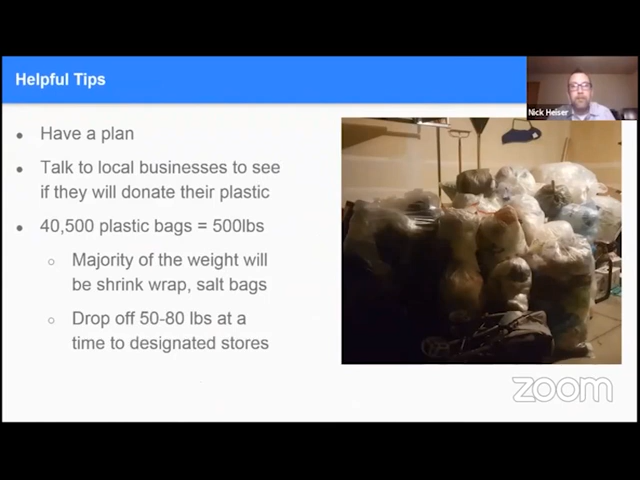 Helpful Tips
Nick Heiser
• Have a plan
• Talk to local businesses to see
if they will donate their plastic
• 40,500 plastic bags = 500lbs
○ Majority of the weight will
be shrink wrap, salt bags
○ Drop off 50-80 lbs at a
time to designated stores
zoom